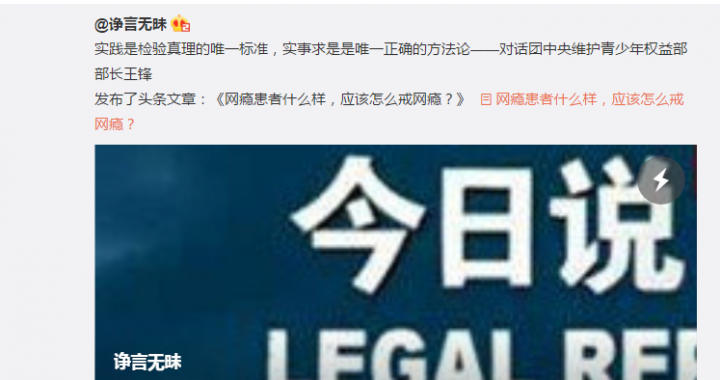 @诤言无昧
实践是检验真理的唯一标准，实事求是是唯一正确的方法论——对话团中央维护青少年权益部
部长王锋
发布了头条文章：《网瘾患者什么样，应该怎么戒网瘾？》 网瘾患者什么样，应该怎么戒
网瘾？
今日说
LEGAL REP
诤言无昧